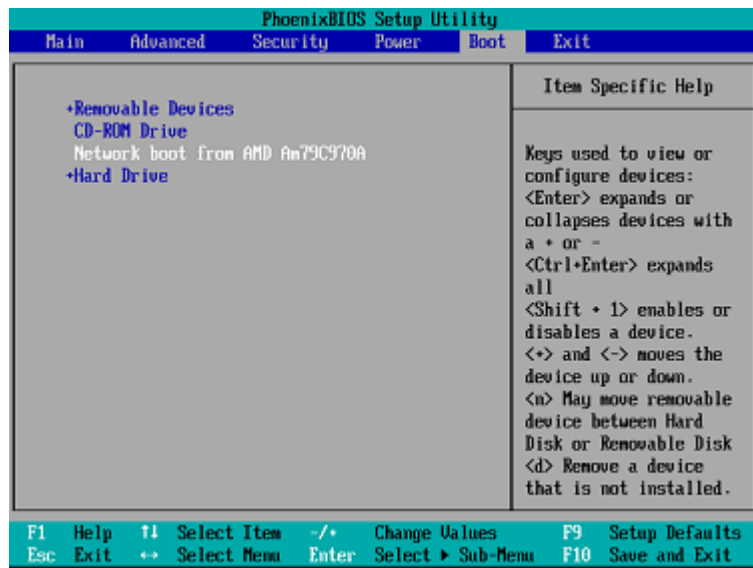 PhoenixBIOS Setup Utility
Main Advanced Security Power Boot Exit
+Removable Devices
CD-ROM Drive
Network boot from AMD Am79C970A
+Hard Drive
Item Specific Help
Keys used to view or
configure devices:
<Enter> expands or
collapses devices with
a + or -
<Ctrl+Enter> expands
all
<Shift + 1> enables or
disables a device.
<+> and <-> moves the
device up or down.
<n> May move removable
device between Hard
Disk or Removable Disk
<d> Remove a device
that is not installed.
F1 Help ↑↓ Select Item -/+ Change Values F9 Setup Defaults
Esc Exit ↔ Select Menu Enter Select ▶ Sub-Menu F10 Save and Exit